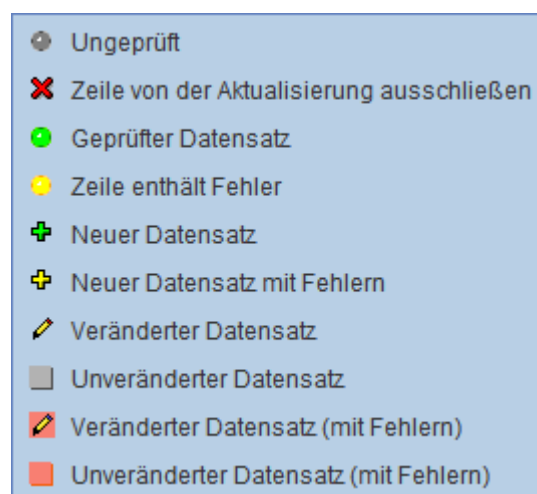 Ungeprüft
Zeile von der Aktualisierung ausschließen
Geprüfter Datensatz
Zeile enthält Fehler
Neuer Datensatz
Neuer Datensatz mit Fehlern
Veränderter Datensatz
Unveränderter Datensatz
Veränderter Datensatz (mit Fehlern)
Unveränderter Datensatz (mit Fehlern)